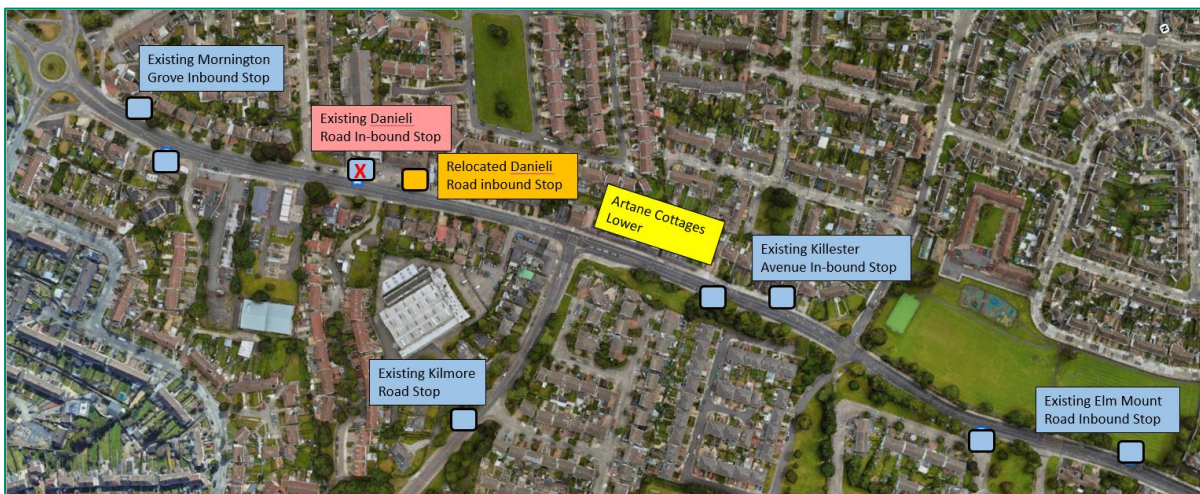 Existing Mornington
Grove Inbound Stop
Existing Danieli
Road In-bound Stop
X
Relocated Danieli
Road inbound Stop
Artane Cottages
Lower
Existing Killester
Avenue In-bound Stop
Existing Kilmore
Road Stop
Existing Elm Mount
Road Inbound Stop